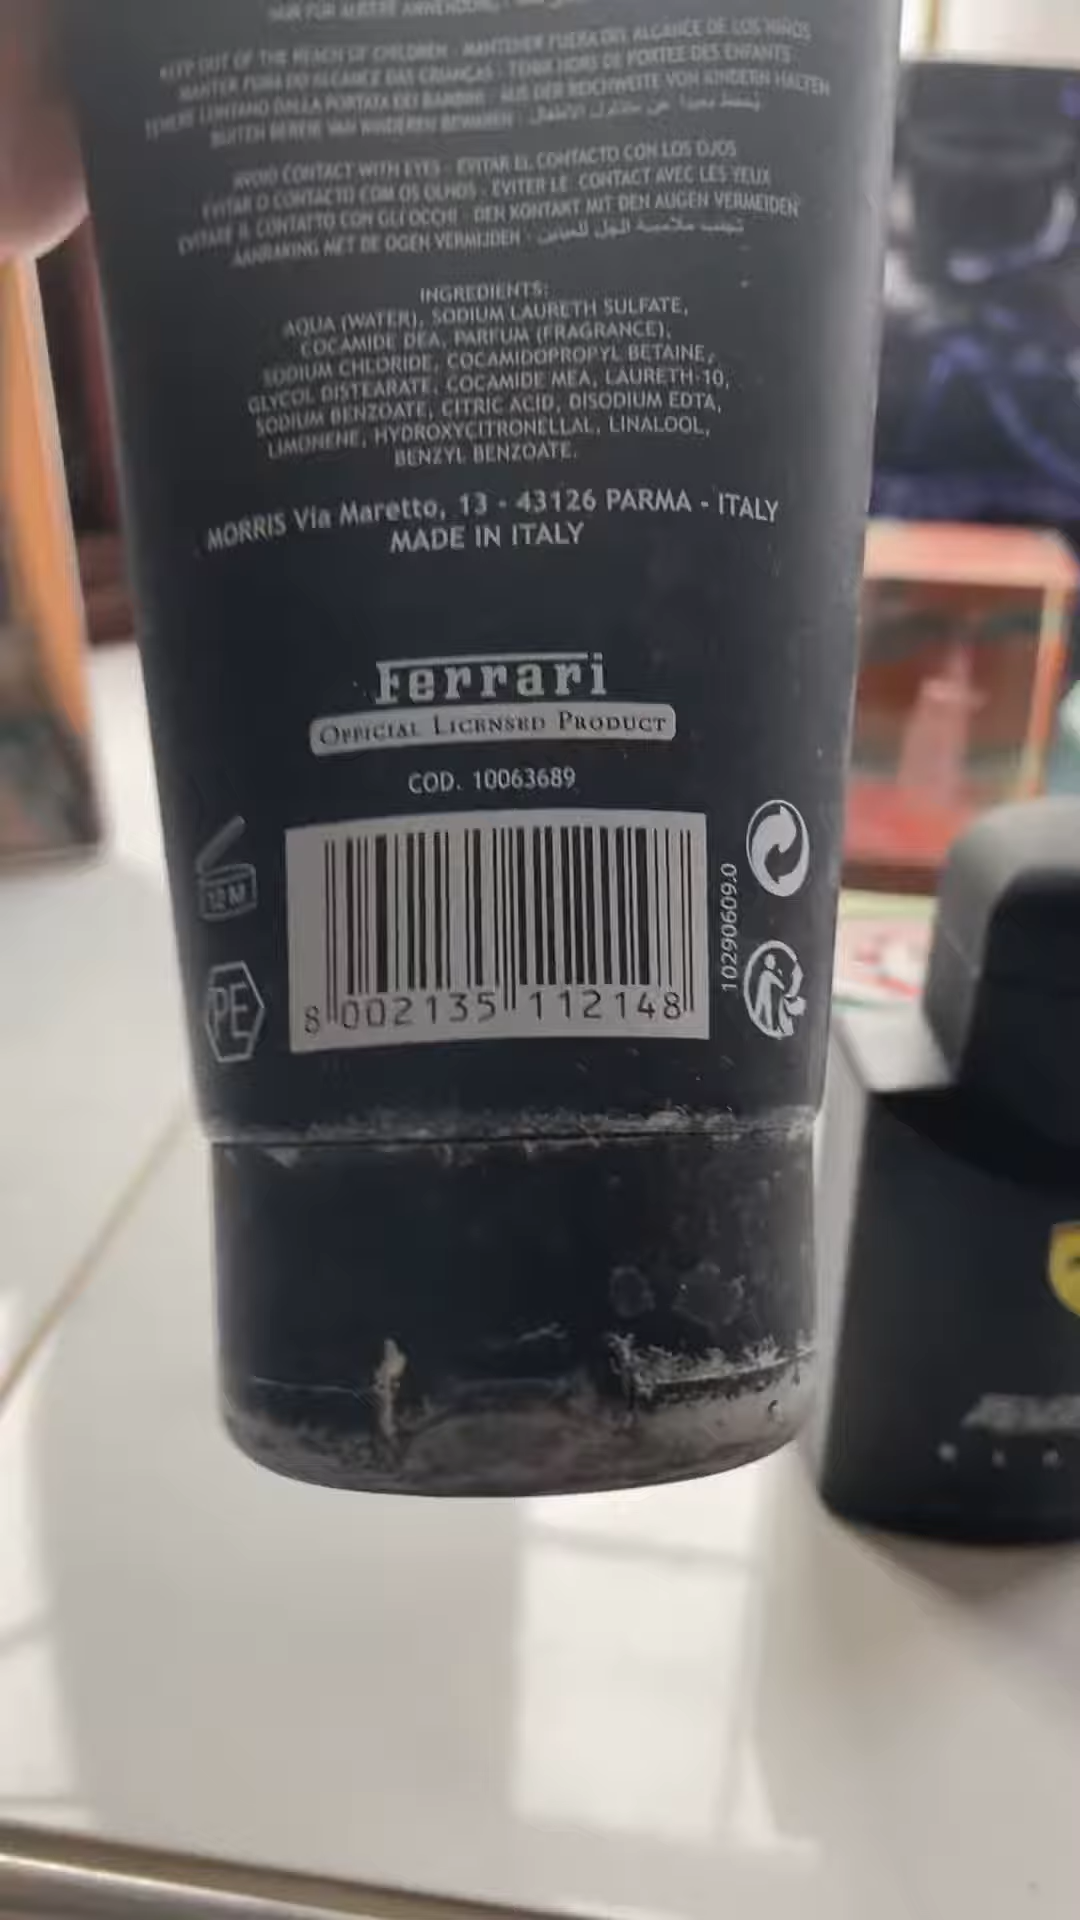 KEEP OUT OF THE REACH OF CHILDREN - MANTENER FUERA DEL ALCANCE DE LOS NIÑOS
MANTER FORA DO ALCANCE DAS CRIANÇAS - TENIR HORS DE PORTÉE DES ENFANTS
TENERE LONTANO DALLA PORTATA DEI BAMBINI - AUS DER REICHWEITE VON KINDERN HALTEN
BUITEN BEREIK VAN KINDEREN BEWAREN
AVOID CONTACT WITH EYES - EVITAR EL CONTACTO CON LOS OJOS
EVITAR O CONTACTO COM OS OLHOS - EVITER LE CONTACT AVEC LES YEUX
EVITARE IL CONTATTO CON GLI OCCHI - DEN KONTAKT MIT DEN AUGEN VERMEIDEN
AANRAKING MET DE OGEN VERMIJDEN -
INGREDIENTS:
AQUA (WATER), SODIUM LAURETH SULFATE,
COCAMIDE DEA, PARFUM (FRAGRANCE),
SODIUM CHLORIDE, COCAMIDOPROPYL BETAINE,
GLYCOL DISTEARATE, COCAMIDE MEA, LAURETH-10,
SODIUM BENZOATE, CITRIC ACID, DISODIUM EDTA,
LIMONENE, HYDROXYCITRONELLAL, LINALOOL,
BENZYL BENZOATE.
MORRIS Via Maretto, 13 - 43126 PARMA - ITALY
MADE IN ITALY
Ferrari
OFFICIAL LICENSED PRODUCT
COD. 10063689
12 M
PE
8 002135 112148
10290609.0